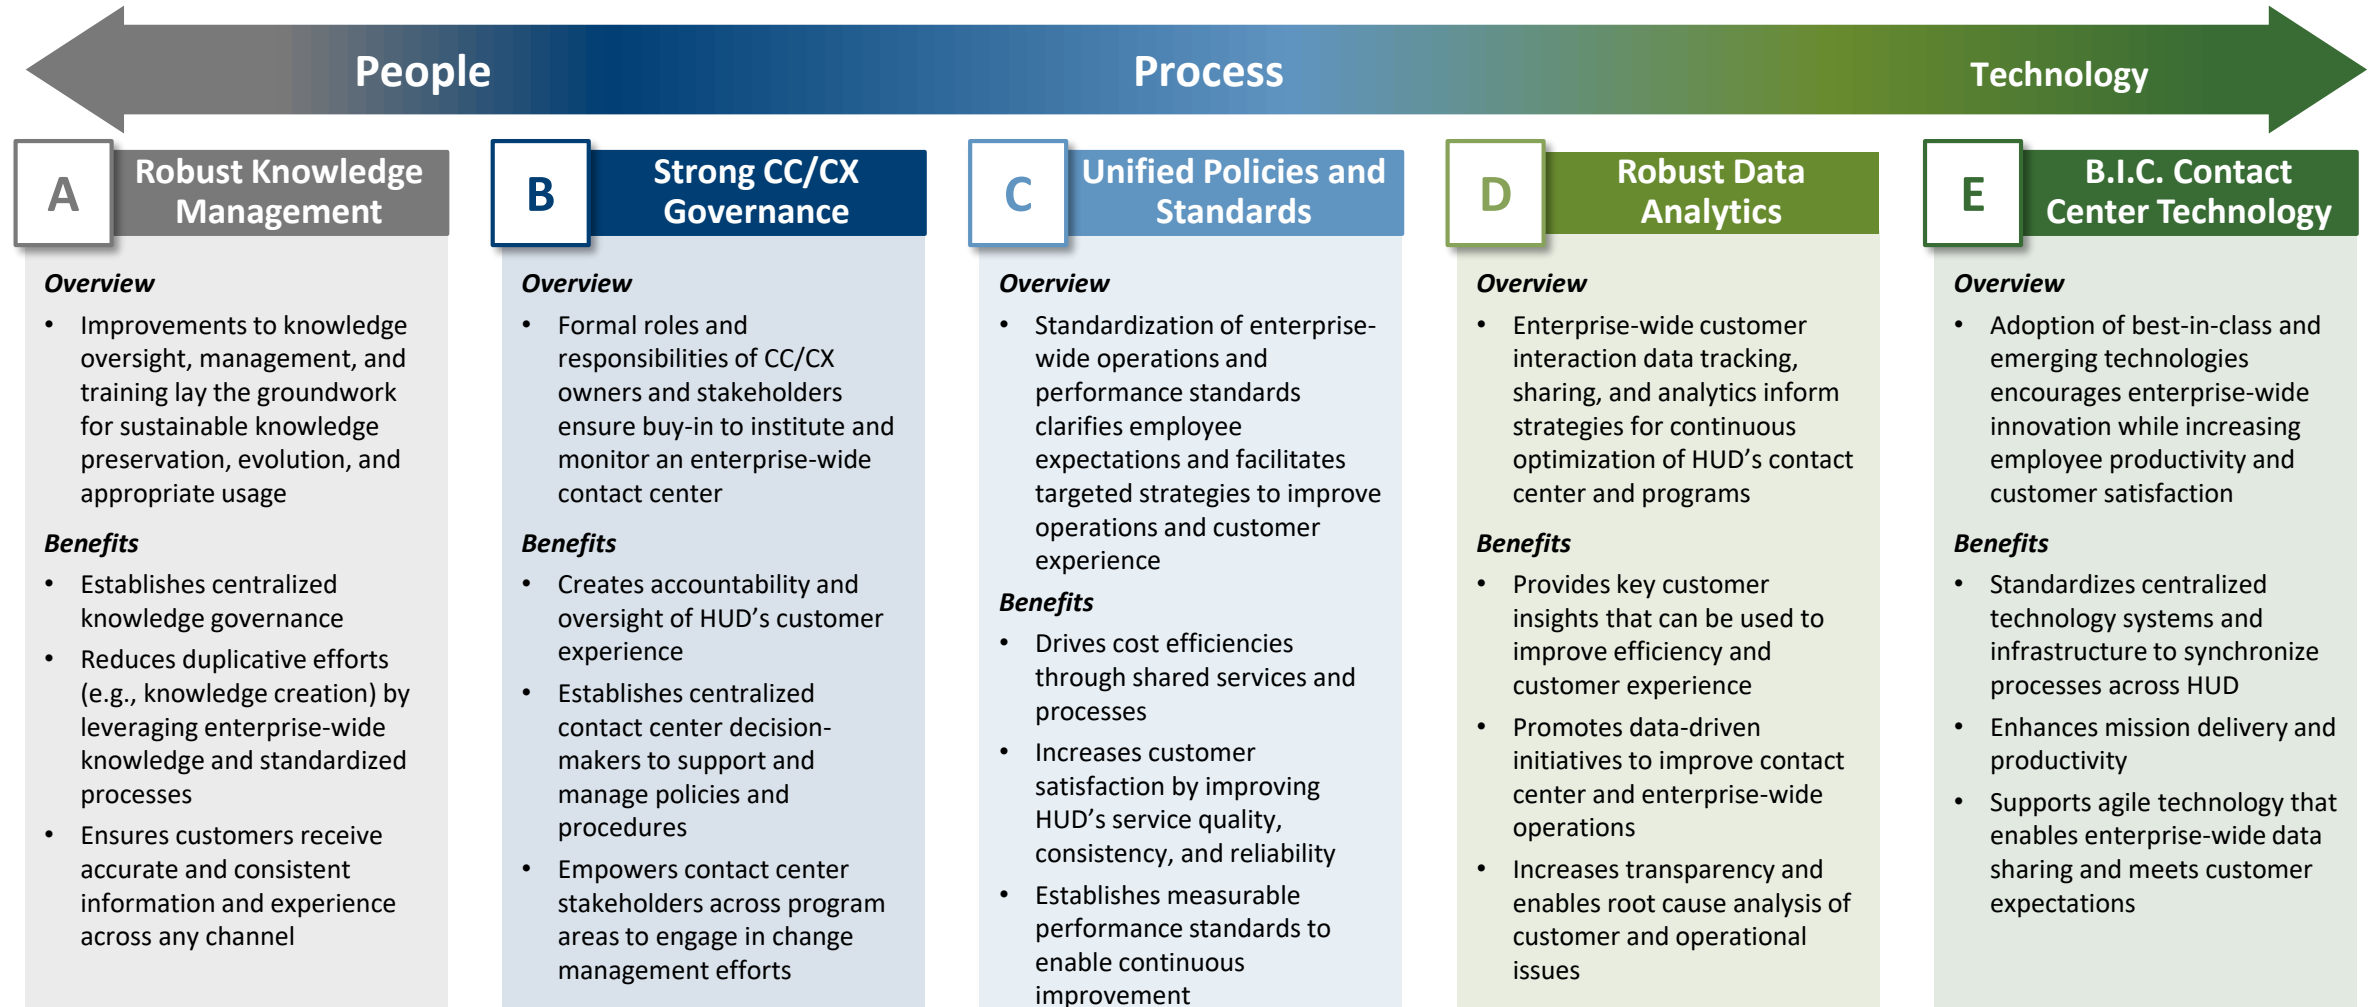 People
Process
Technology
A
Robust Knowledge
Management
Overview
• Improvements to knowledge
oversight, management, and
training lay the groundwork
for sustainable knowledge
preservation, evolution, and
appropriate usage
Benefits
• Establishes centralized
knowledge governance
• Reduces duplicative efforts
(e.g., knowledge creation) by
leveraging enterprise-wide
knowledge and standardized
processes
• Ensures customers receive
accurate and consistent
information and experience
across any channel
B
Strong CC/CX
Governance
Overview
• Formal roles and
responsibilities of CC/CX
owners and stakeholders
ensure buy-in to institute and
monitor an enterprise-wide
contact center
Benefits
• Creates accountability and
oversight of HUD’s customer
experience
• Establishes centralized
contact center decision-
makers to support and
manage policies and
procedures
• Empowers contact center
stakeholders across program
areas to engage in change
management efforts
C
Unified Policies and
Standards
Overview
• Standardization of enterprise-
wide operations and
performance standards
clarifies employee
expectations and facilitates
targeted strategies to improve
operations and customer
experience
Benefits
• Drives cost efficiencies
through shared services and
processes
• Increases customer
satisfaction by improving
HUD’s service quality,
consistency, and reliability
• Establishes measurable
performance standards to
enable continuous
improvement
D
Robust Data
Analytics
Overview
• Enterprise-wide customer
interaction data tracking,
sharing, and analytics inform
strategies for continuous
optimization of HUD’s contact
center and programs
Benefits
• Provides key customer
insights that can be used to
improve efficiency and
customer experience
• Promotes data-driven
initiatives to improve contact
center and enterprise-wide
operations
• Increases transparency and
enables root cause analysis of
customer and operational
issues
E
B.I.C. Contact
Center Technology
Overview
• Adoption of best-in-class and
emerging technologies
encourages enterprise-wide
innovation while increasing
employee productivity and
customer satisfaction
Benefits
• Standardizes centralized
technology systems and
infrastructure to synchronize
processes across HUD
• Enhances mission delivery and
productivity
• Supports agile technology that
enables enterprise-wide data
sharing and meets customer
expectations